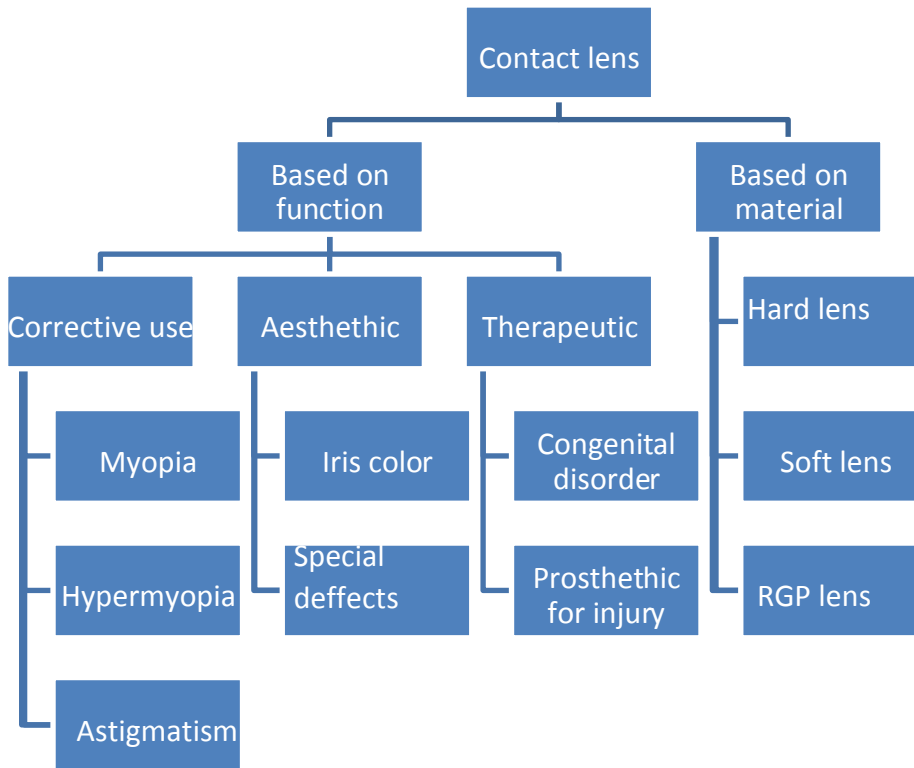 Contact lens
Based on
function
Based on
material
Corrective use
Aesthethic
Therapeutic
Hard lens
Myopia
Iris color
Congenital
disorder
Soft lens
Hypermyopia
Special
deffects
Prosthethic
for injury
RGP lens
Astigmatism